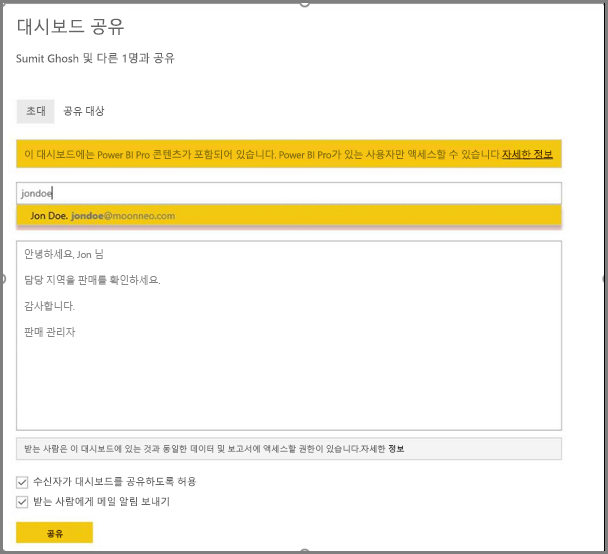 대시보드 공유
Sumit Ghosh 및 다른 1명과 공유
초대 공유 대상
이 대시보드에는 Power BI Pro 콘텐츠가 포함되어 있습니다. Power BI Pro가 있는 사용자만 액세스할 수 있습니다.자세한 정보
jondoe
Jon Doe. jondoe@moonneo.com
안녕하세요, Jon 님
담당 지역을 판매를 확인하세요.
감사합니다.
판매 관리자
받는 사람은 이 대시보드에 있는 것과 동일한 데이터 및 보고서에 액세스할 권한이 있습니다.자세한 정보
수신자가 대시보드를 공유하도록 허용
받는 사람에게 메일 알림 보내기
공유